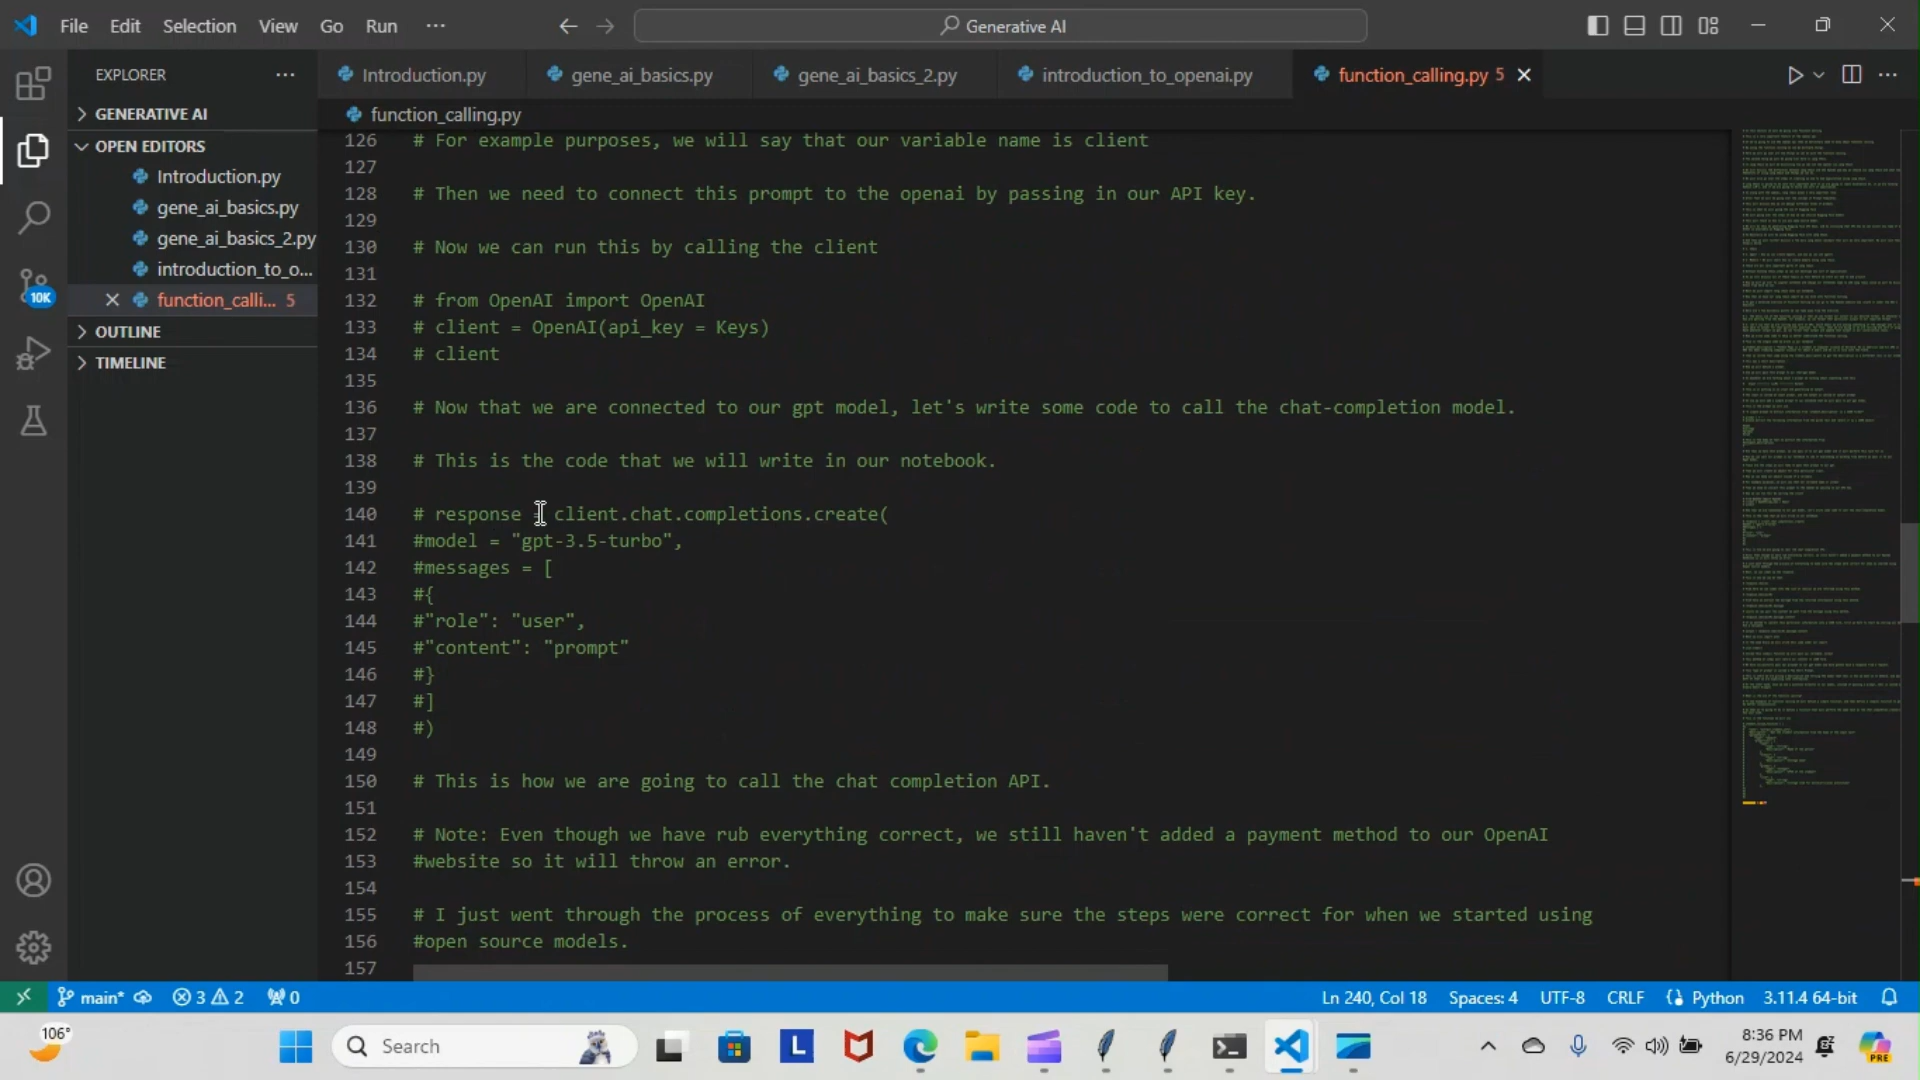 File Edit Selection View Go Run ··· Generative AI
EXPLORER ···
Introduction.py gene_ai_basics.py gene_ai_basics_2.py introduction_to_openai.py function_calling.py 5
GENERATIVE AI
OPEN EDITORS
Introduction.py
gene_ai_basics.py
gene_ai_basics_2.py
introduction_to_o...
function_calli... 5
OUTLINE
TIMELINE
10K
function_calling.py
126 # For example purposes, we will say that our variable name is client
127
128 # Then we need to connect this prompt to the openai by passing in our API key.
129
130 # Now we can run this by calling the client
131
132 # from OpenAI import OpenAI
133 # client = OpenAI(api_key = Keys)
134 # client
135
136 # Now that we are connected to our gpt model, let's write some code to call the chat-completion model.
137
138 # This is the code that we will write in our notebook.
139
140 # response = client.chat.completions.create(
141 #model = "gpt-3.5-turbo",
142 #messages = [
143 #{
144 #"role": "user",
145 #"content": "prompt"
146 #}
147 #]
148 #)
149
150 # This is how we are going to call the chat completion API.
151
152 # Note: Even though we have rub everything correct, we still haven't added a payment method to our OpenAI
153 #website so it will throw an error.
154
155 # I just went through the process of everything to make sure the steps were correct for when we started using
156 #open source models.
157
main* 3 2 0 Ln 240, Col 18 Spaces: 4 UTF-8 CRLF Python 3.11.4 64-bit
106° Search L PRE
8:36 PM
6/29/2024